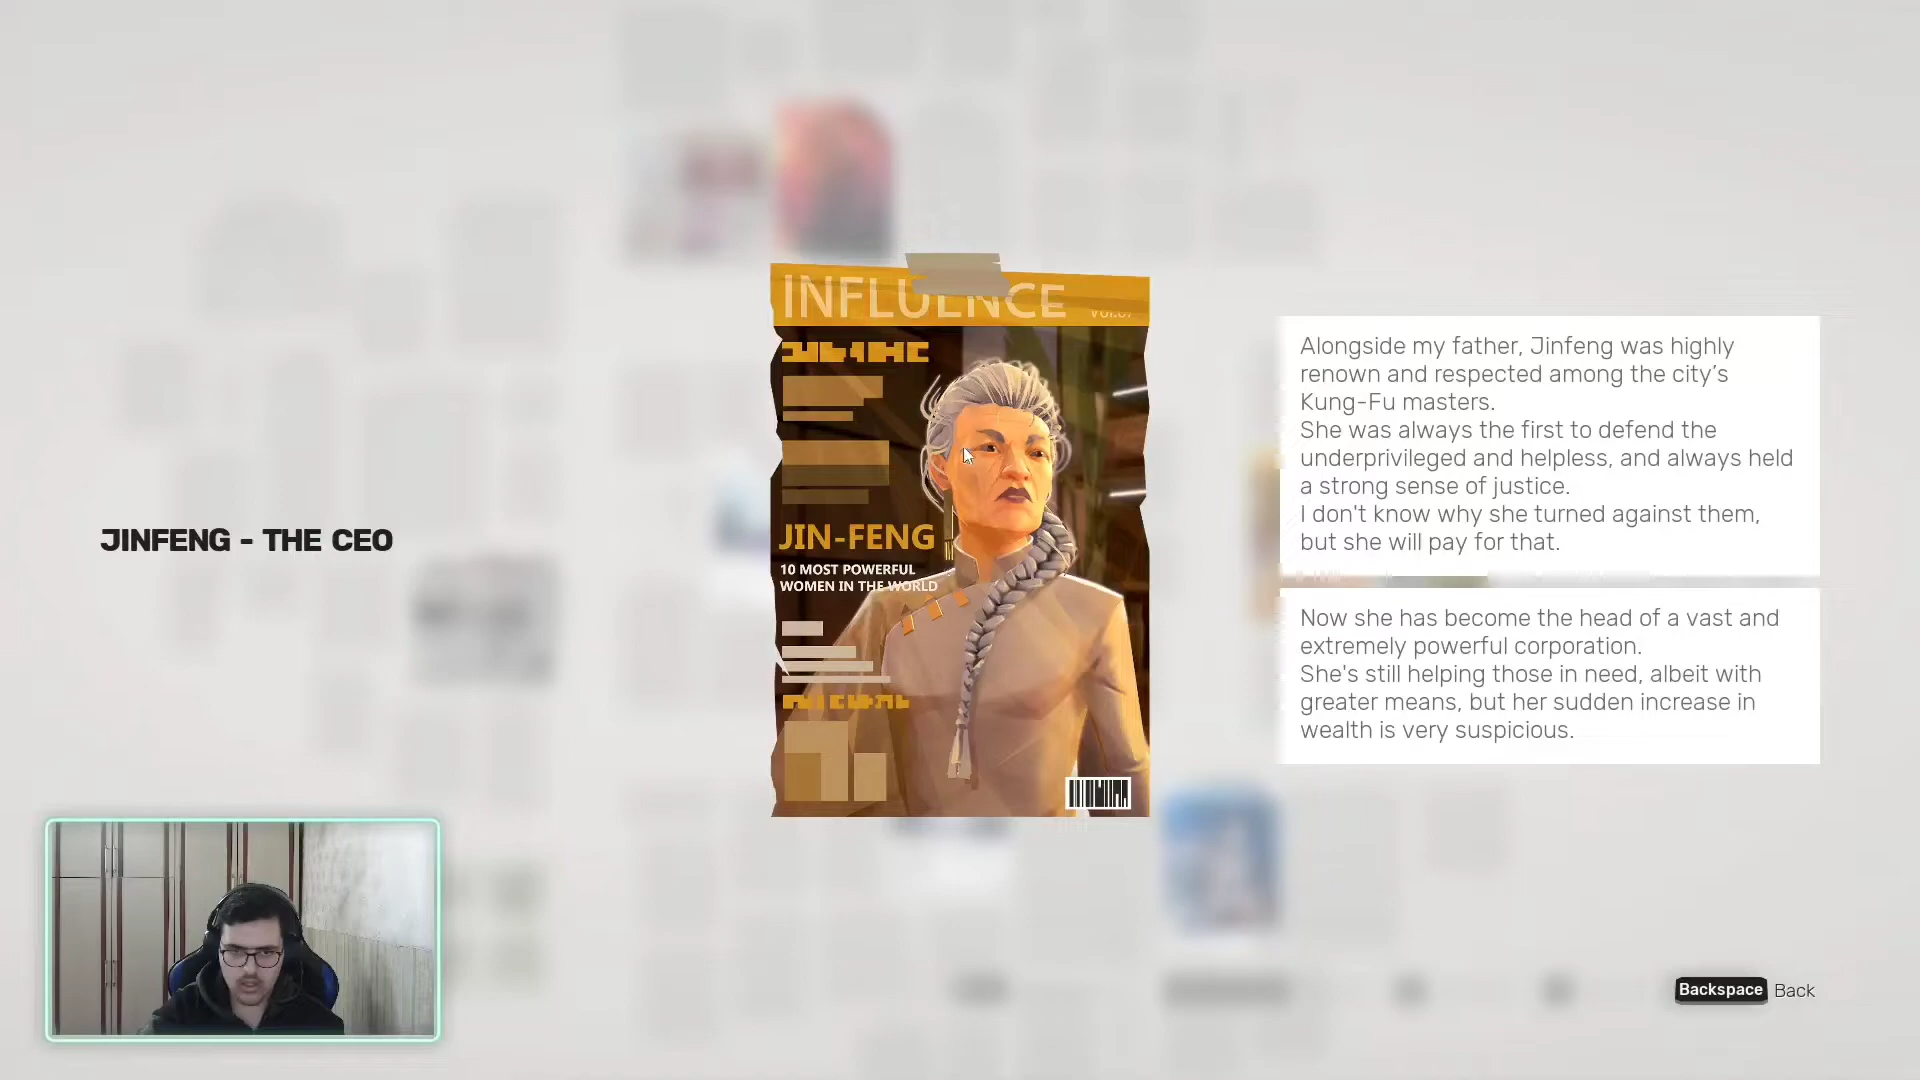 JINFENG - THE CEO
INFLUENCE
JIN-FENG
10 MOST POWERFUL
WOMEN IN THE WORLD
Alongside my father, Jinfeng was highly
renown and respected among the city’s
Kung-Fu masters.
She was always the first to defend the
underprivileged and helpless, and always held
a strong sense of justice.
I don't know why she turned against them,
but she will pay for that.
Now she has become the head of a vast and
extremely powerful corporation.
She's still helping those in need, albeit with
greater means, but her sudden increase in
wealth is very suspicious.
Backspace Back